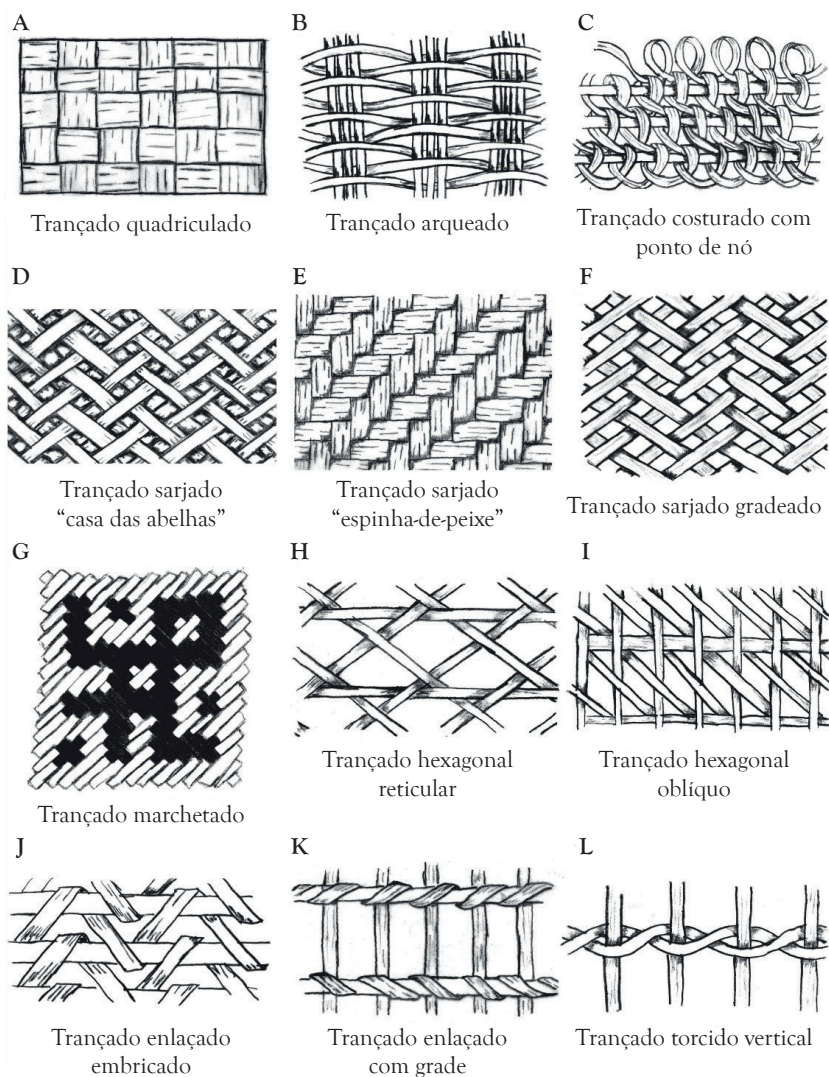 A
B
C
Trançado quadriculado
Trançado arqueado
Trançado costurado com
ponto de nó
D
E
F
Trançado sarjado
“casa das abelhas”
Trançado sarjado
“espinha-de-peixe”
Trançado sarjado gradeado
G
H
I
Trançado marchetado
Trançado hexagonal
reticular
Trançado hexagonal
oblíquo
J
K
L
Trançado enlaçado
embricado
Trançado enlaçado
com grade
Trançado torcido vertical